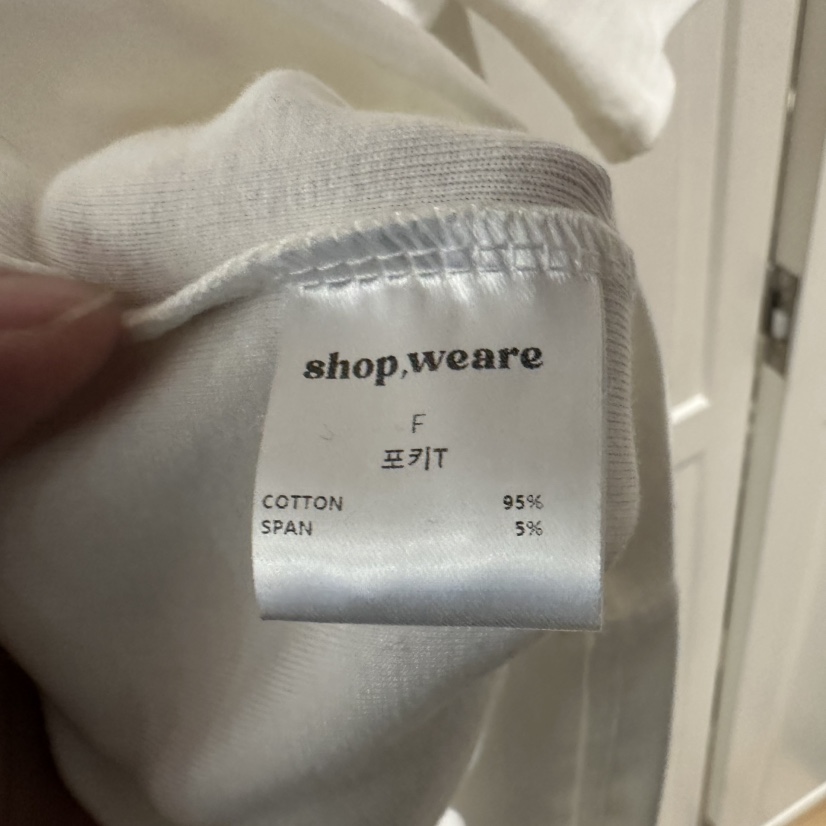 shop,weare
F
포키T
COTTON 95%
SPAN 5%